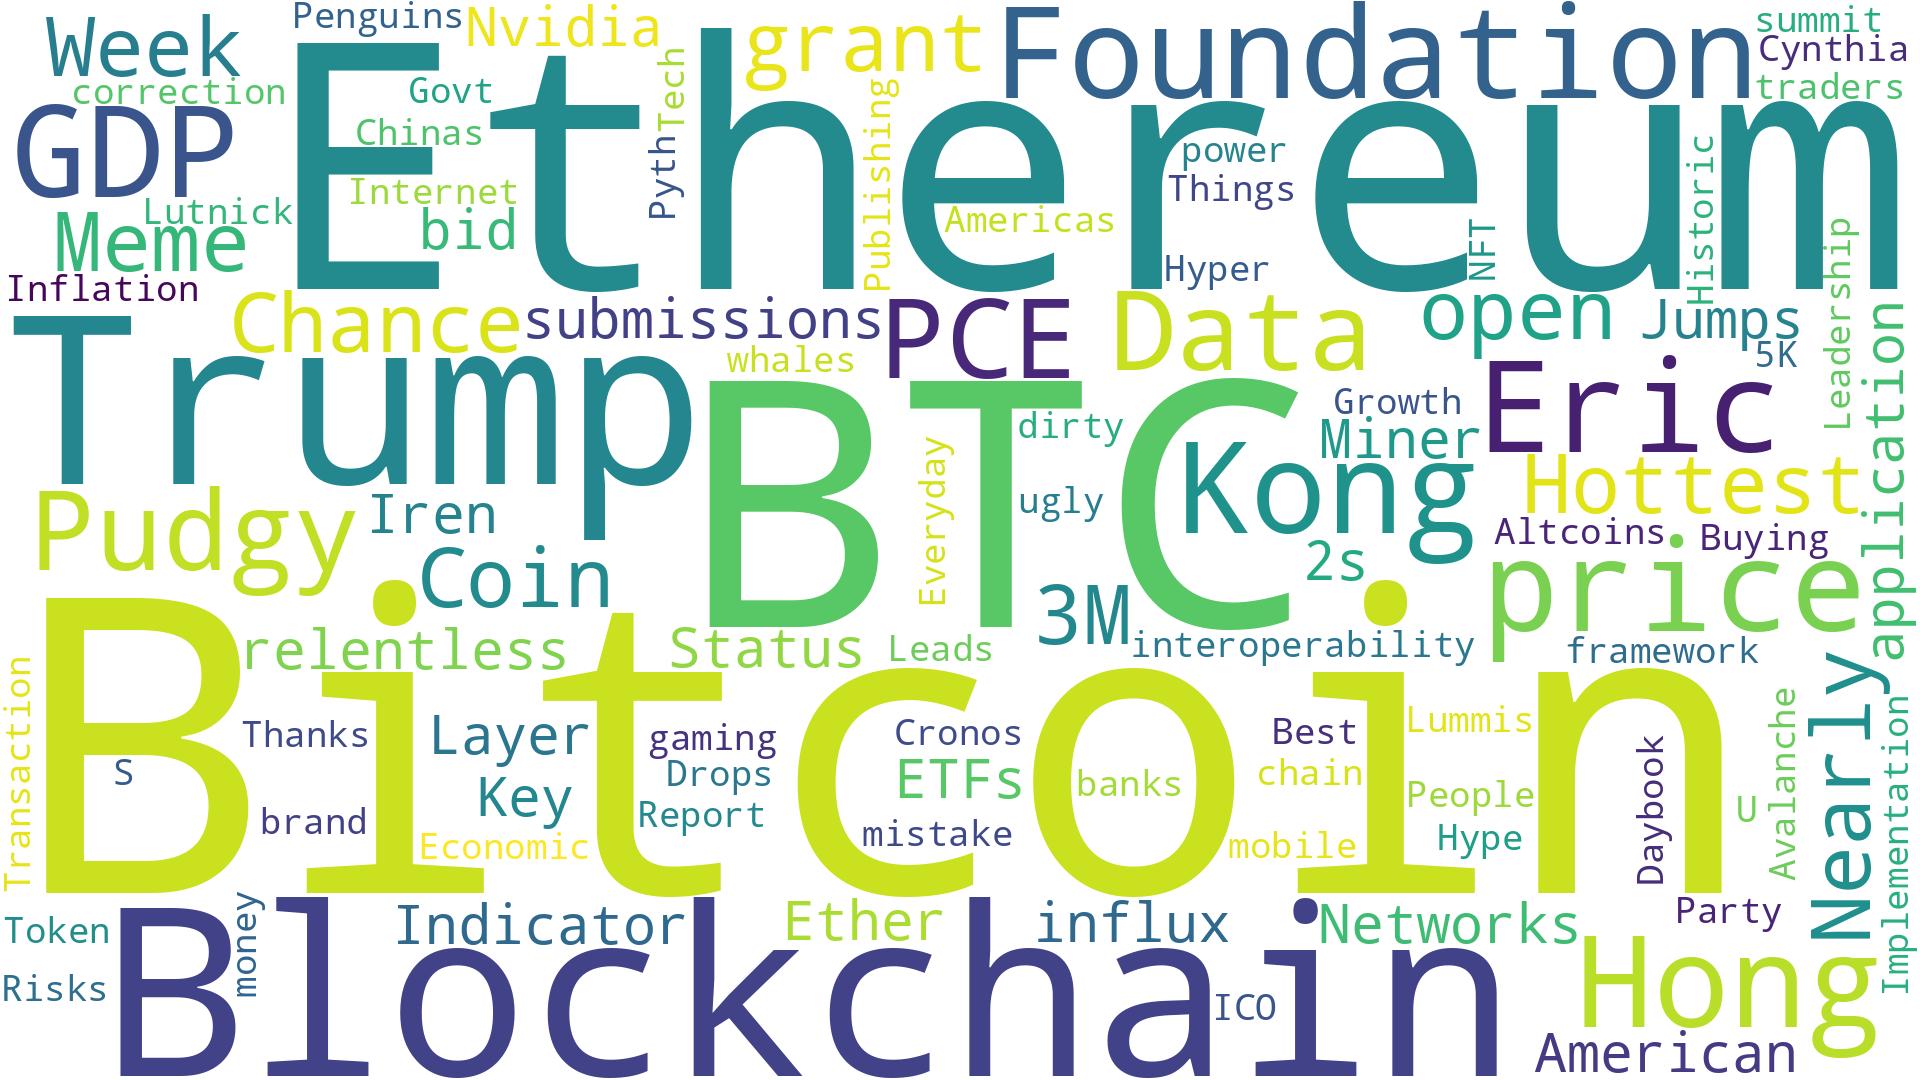 Penguins
Week
Nvidia
grant
Foundation
summit
Cynthia
traders
correction
Govt
Tech
Ethereum
GDP
Chinas
Pyth
Publishing
power
Things
Historic
Internet
Americas
Lutnick
bid
Meme
NFT
Hyper
Leadership
Inflation
Chance
submissions
PCE
Data
open
Jumps
5K
Trump
whales
BTC
dirty
Growth
Miner
Eric
application
Kong
Hottest
Pudgy
Iren
Everyday
ugly
Altcoins
Buying
Coin
2s
price
3M
relentless
Status
Leads
interoperability
framework
Bitcoin
Transaction
Thanks
Layer
gaming
Cronos
Best
Lummis
Daybook
Avalanche
Nearly
Implementation
S
Key
Drops
ETFs
banks
chain
People
U
brand
Report
mistake
mobile
Hype
Economic
Token
money
Indicator
Ether
influx
Networks
Party
Blockchain
Risks
ICO
Hong
American